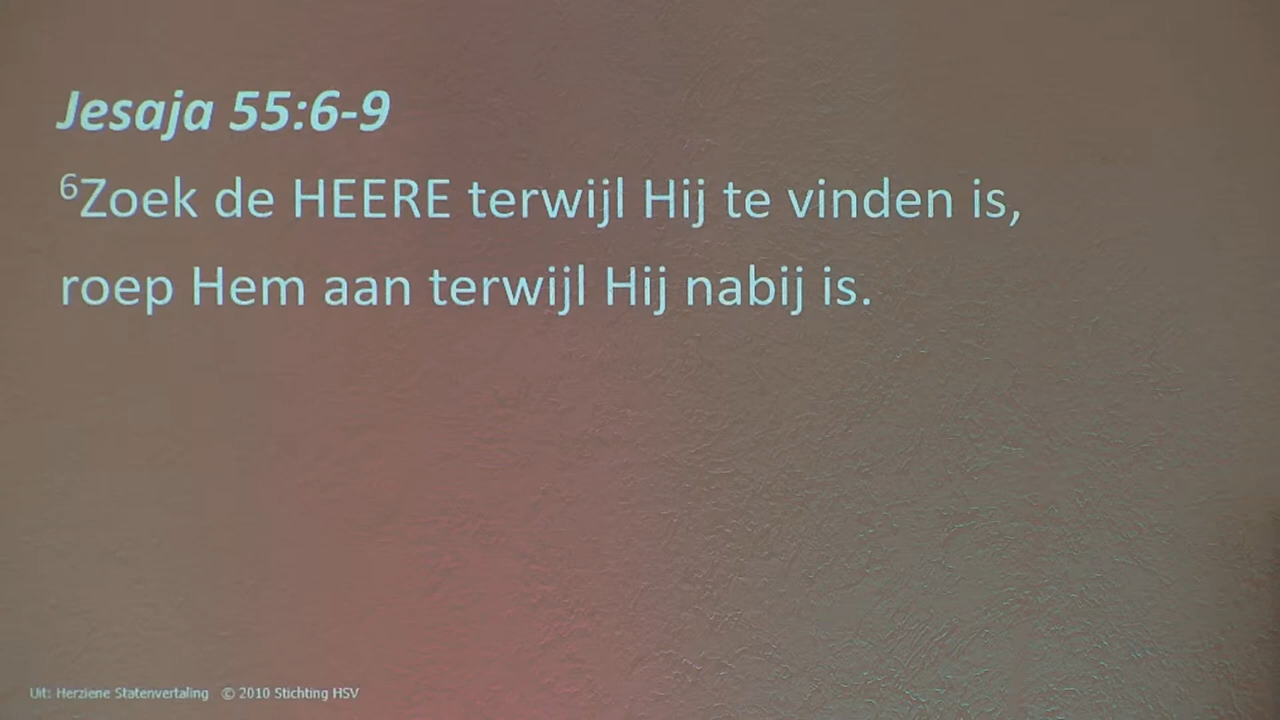 Jesaja 55:6-9
⁶Zoek de HEERE terwijl Hij te vinden is,
roep Hem aan terwijl Hij nabij is.
Uit: Herziene Statenvertaling © 2010 Stichting HSV